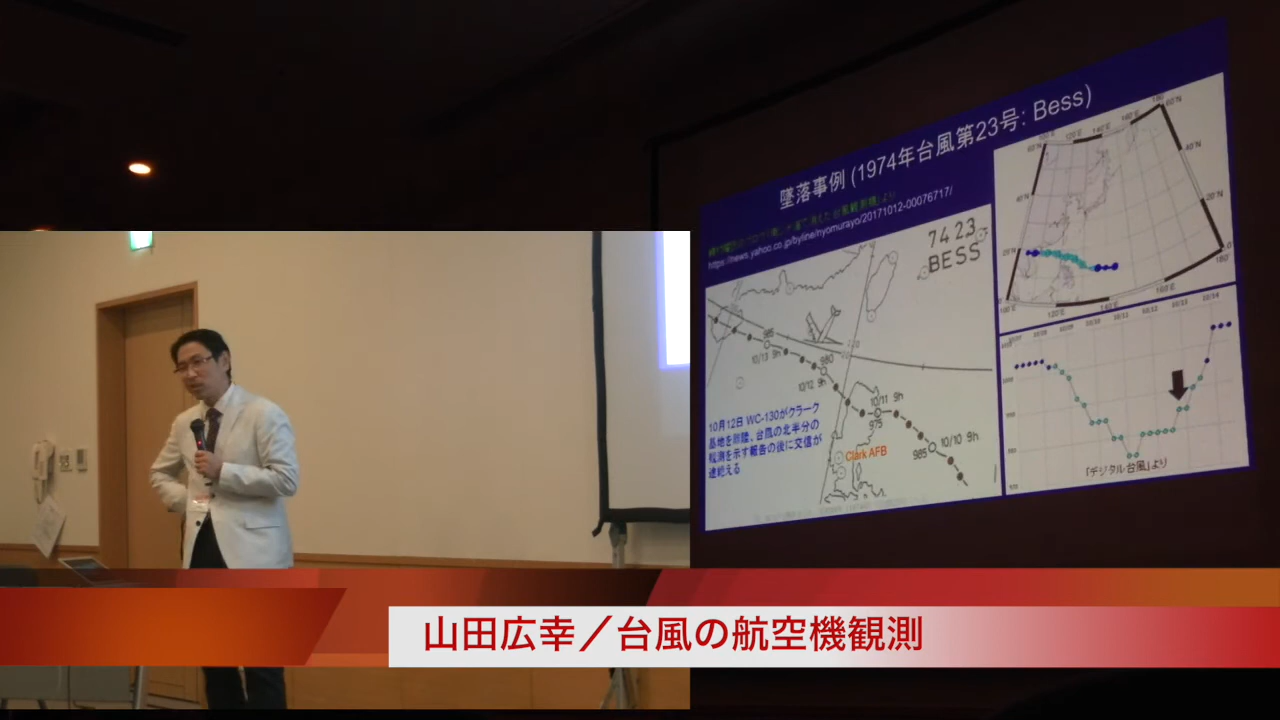 墜落事例 (1974年台風第23号: Bess)
https://news.yahoo.co.jp/byline/nyomurayo/20171012-00076717/
7423
BESS
985
10/13 9h
980
10/12 9h
10/11 9h
975
10/10 9h
985
Clark AFB
10月12日 WC-130がクラーク
基地を離陸、台風の北半分の
観測を示す報告の後に交信が
途絶える
「デジタル台風」より
山田広幸／台風の航空機観測